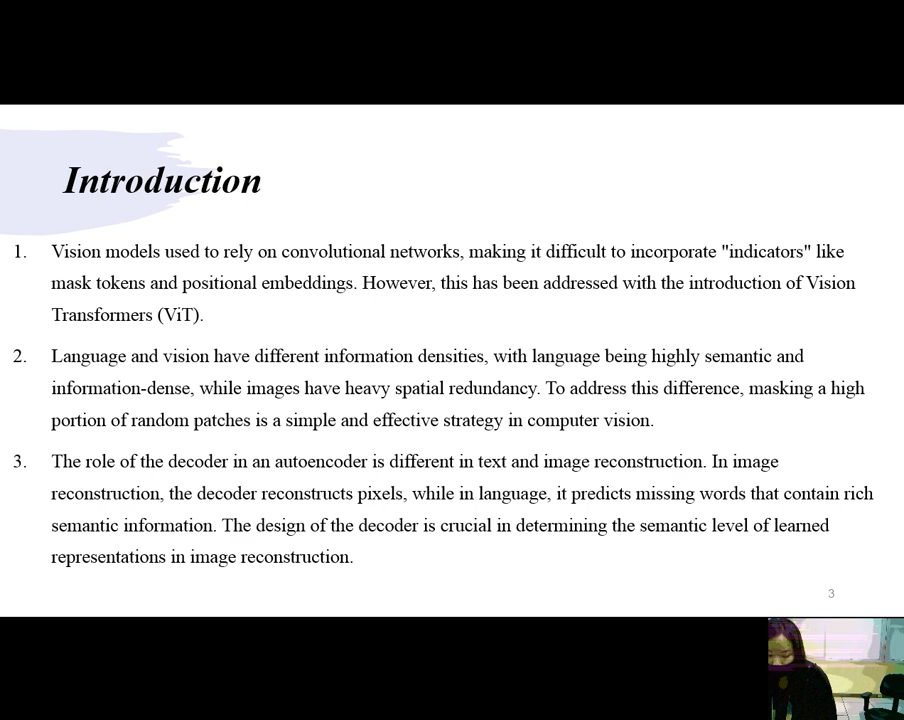 Introduction
1. Vision models used to rely on convolutional networks, making it difficult to incorporate "indicators" like
mask tokens and positional embeddings. However, this has been addressed with the introduction of Vision
Transformers (ViT).
2. Language and vision have different information densities, with language being highly semantic and
information-dense, while images have heavy spatial redundancy. To address this difference, masking a high
portion of random patches is a simple and effective strategy in computer vision.
3. The role of the decoder in an autoencoder is different in text and image reconstruction. In image
reconstruction, the decoder reconstructs pixels, while in language, it predicts missing words that contain rich
semantic information. The design of the decoder is crucial in determining the semantic level of learned
representations in image reconstruction.
3